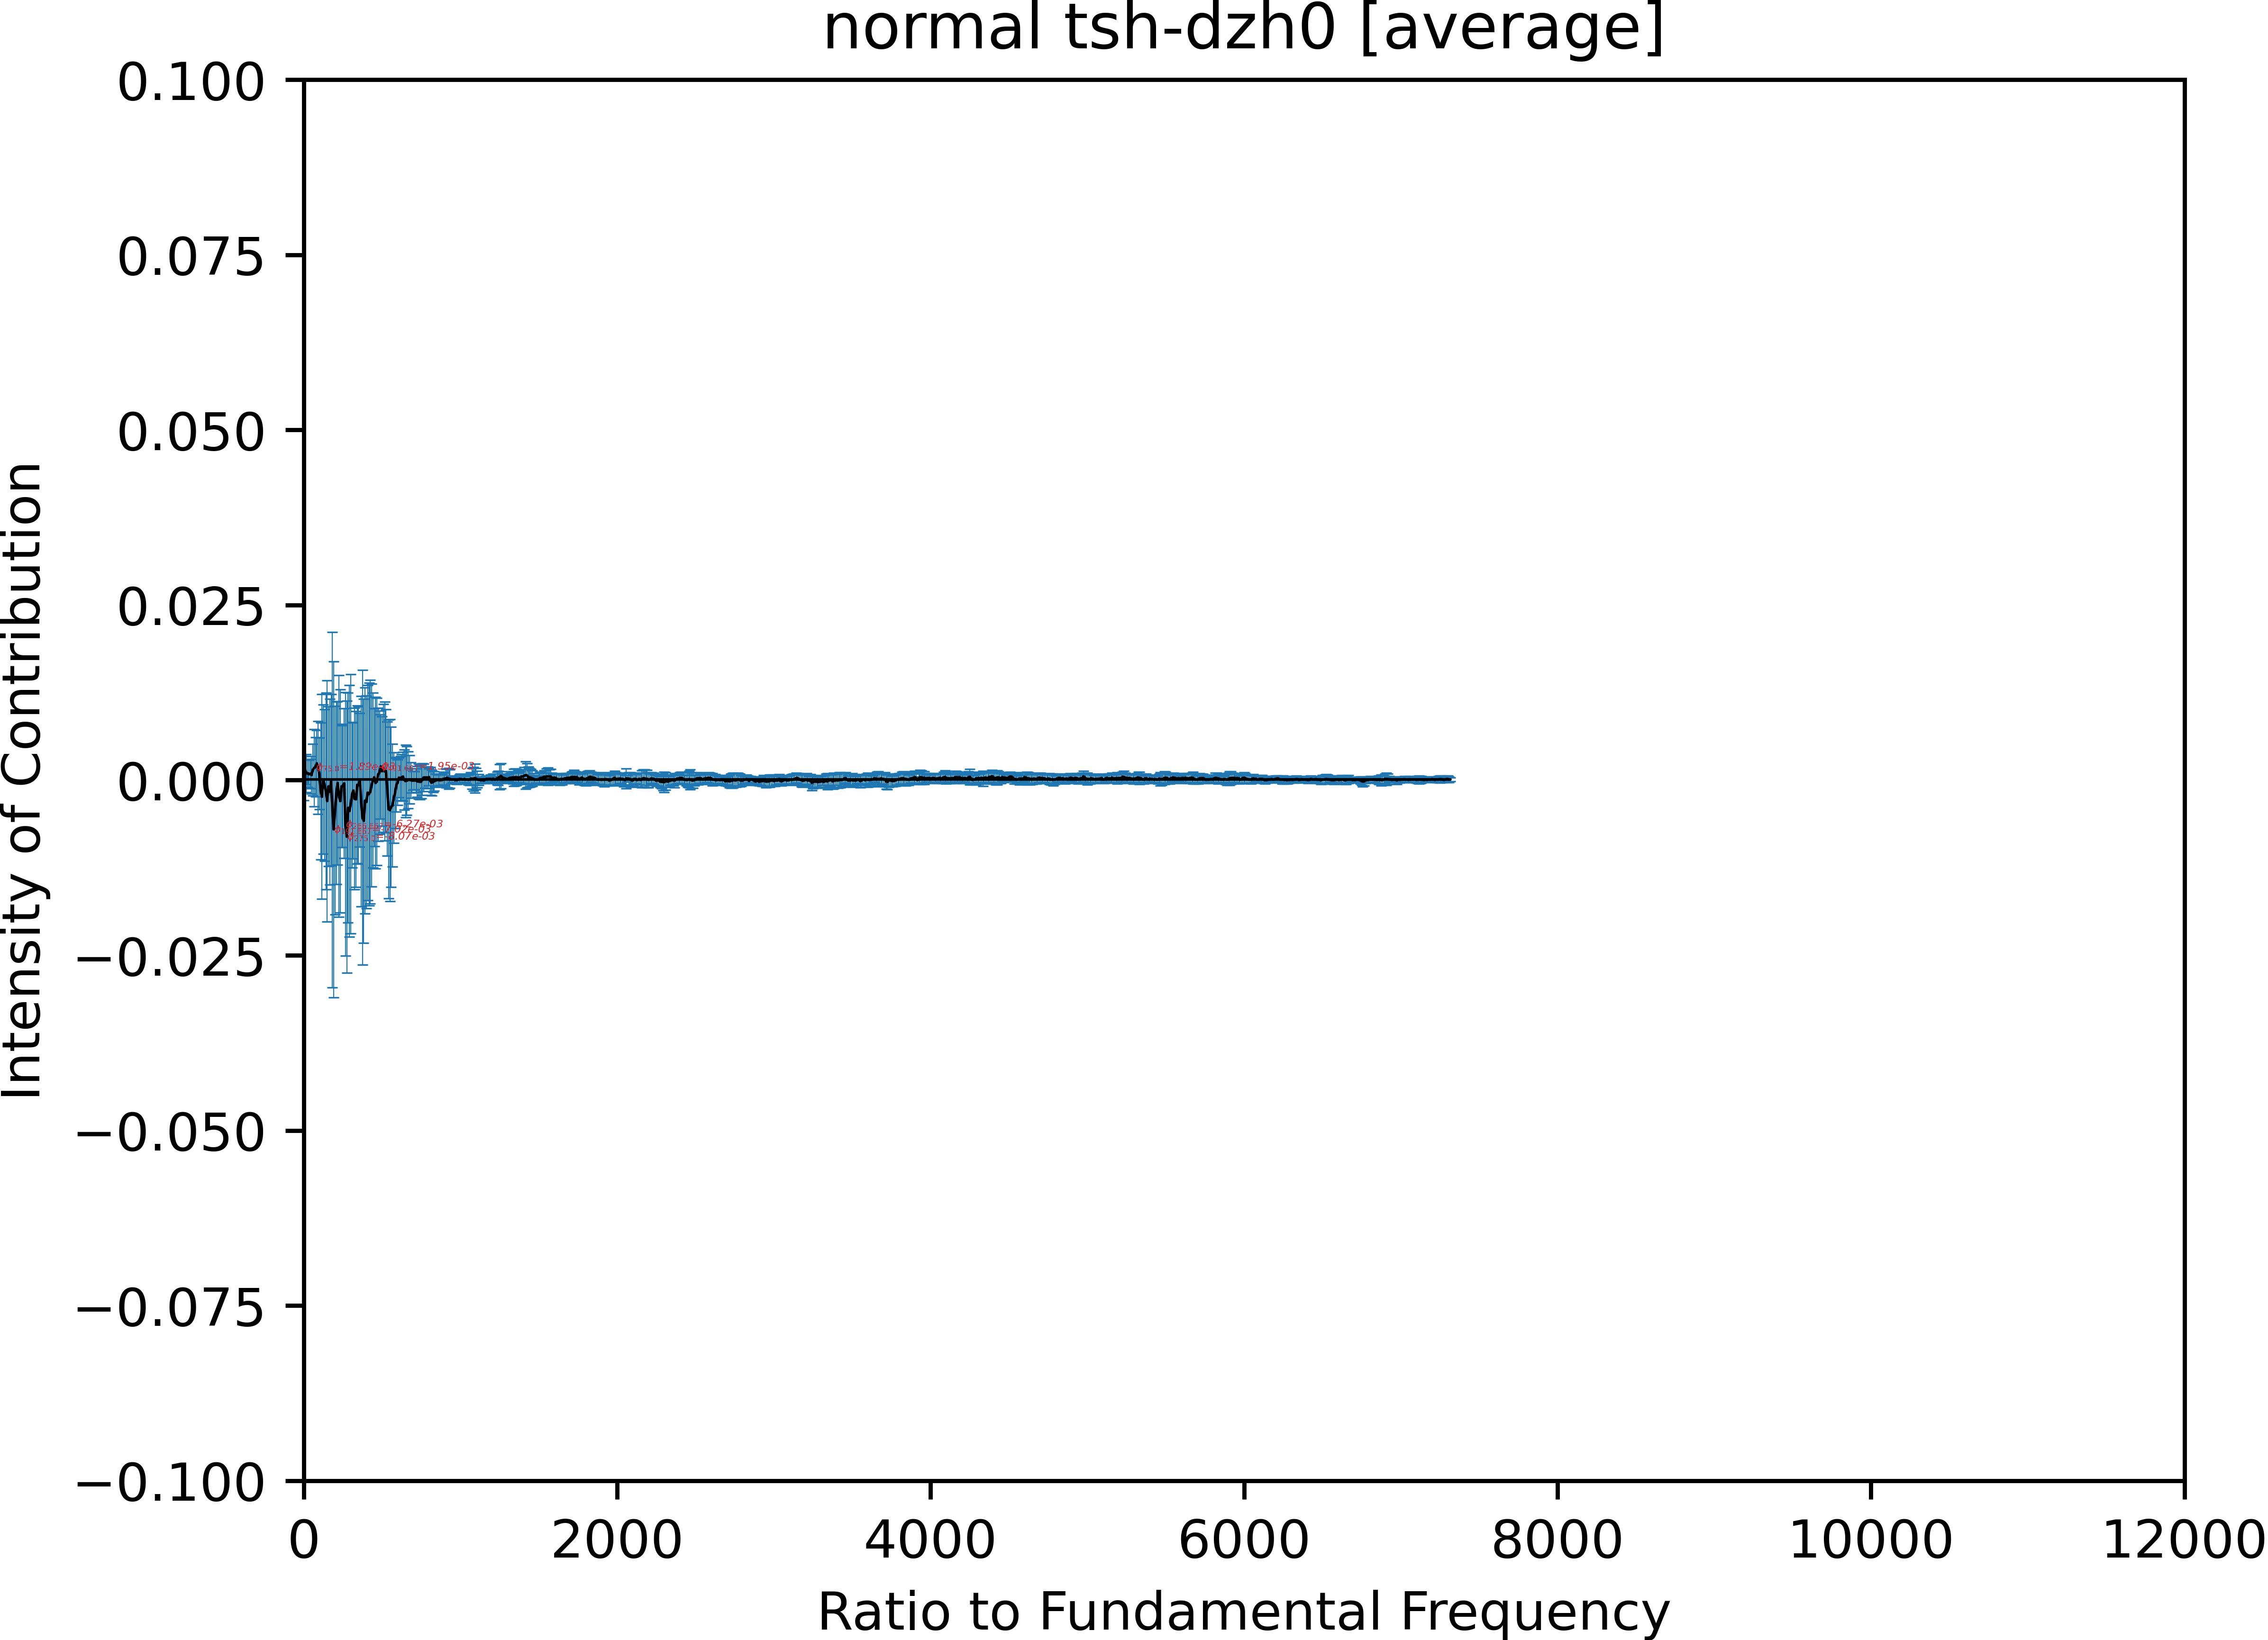 normal tsh-dzh0 [average]
0.100
0.075
0.050
0.025
0.000
−0.025
−0.050
−0.075
−0.100
Intensity of Contribution
0 2000 4000 6000 8000 10000 12000
Ratio to Fundamental Frequency